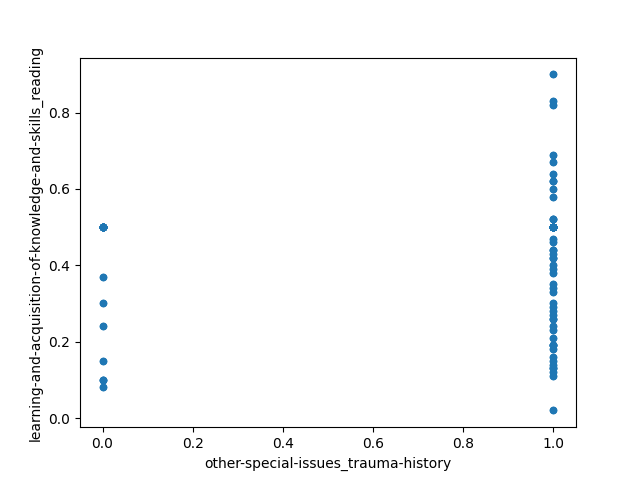 learning-and-acquisition-of-knowledge-and-skills_reading
0.8
0.6
0.4
0.2
0.0
0.0 0.2 0.4 0.6 0.8 1.0
other-special-issues_trauma-history